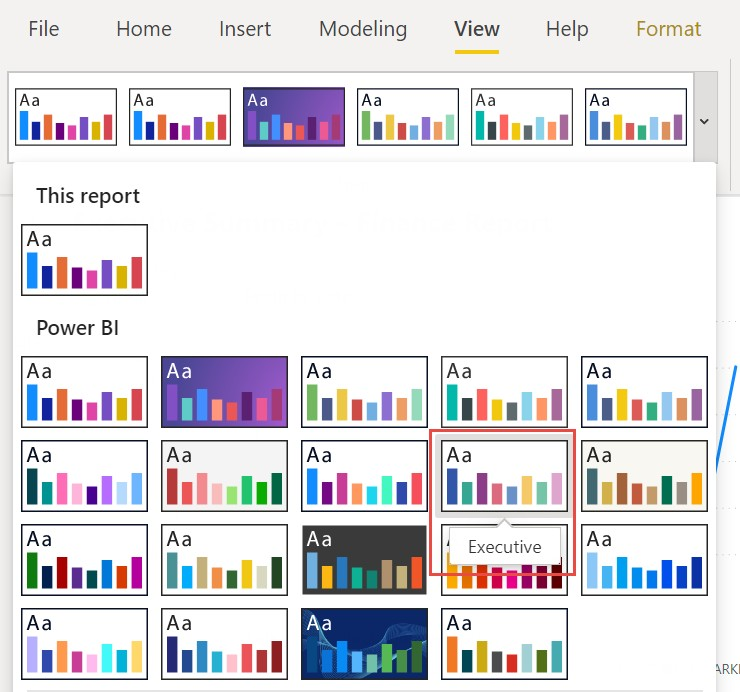 File Home Insert Modeling View Help Format
Aa Aa Aa Aa Aa Aa
This report
Aa
Power BI
Aa Aa Aa Aa Aa
Aa Aa Aa Aa Aa
Aa Aa Aa Aa
Executive
Aa Aa Aa Aa